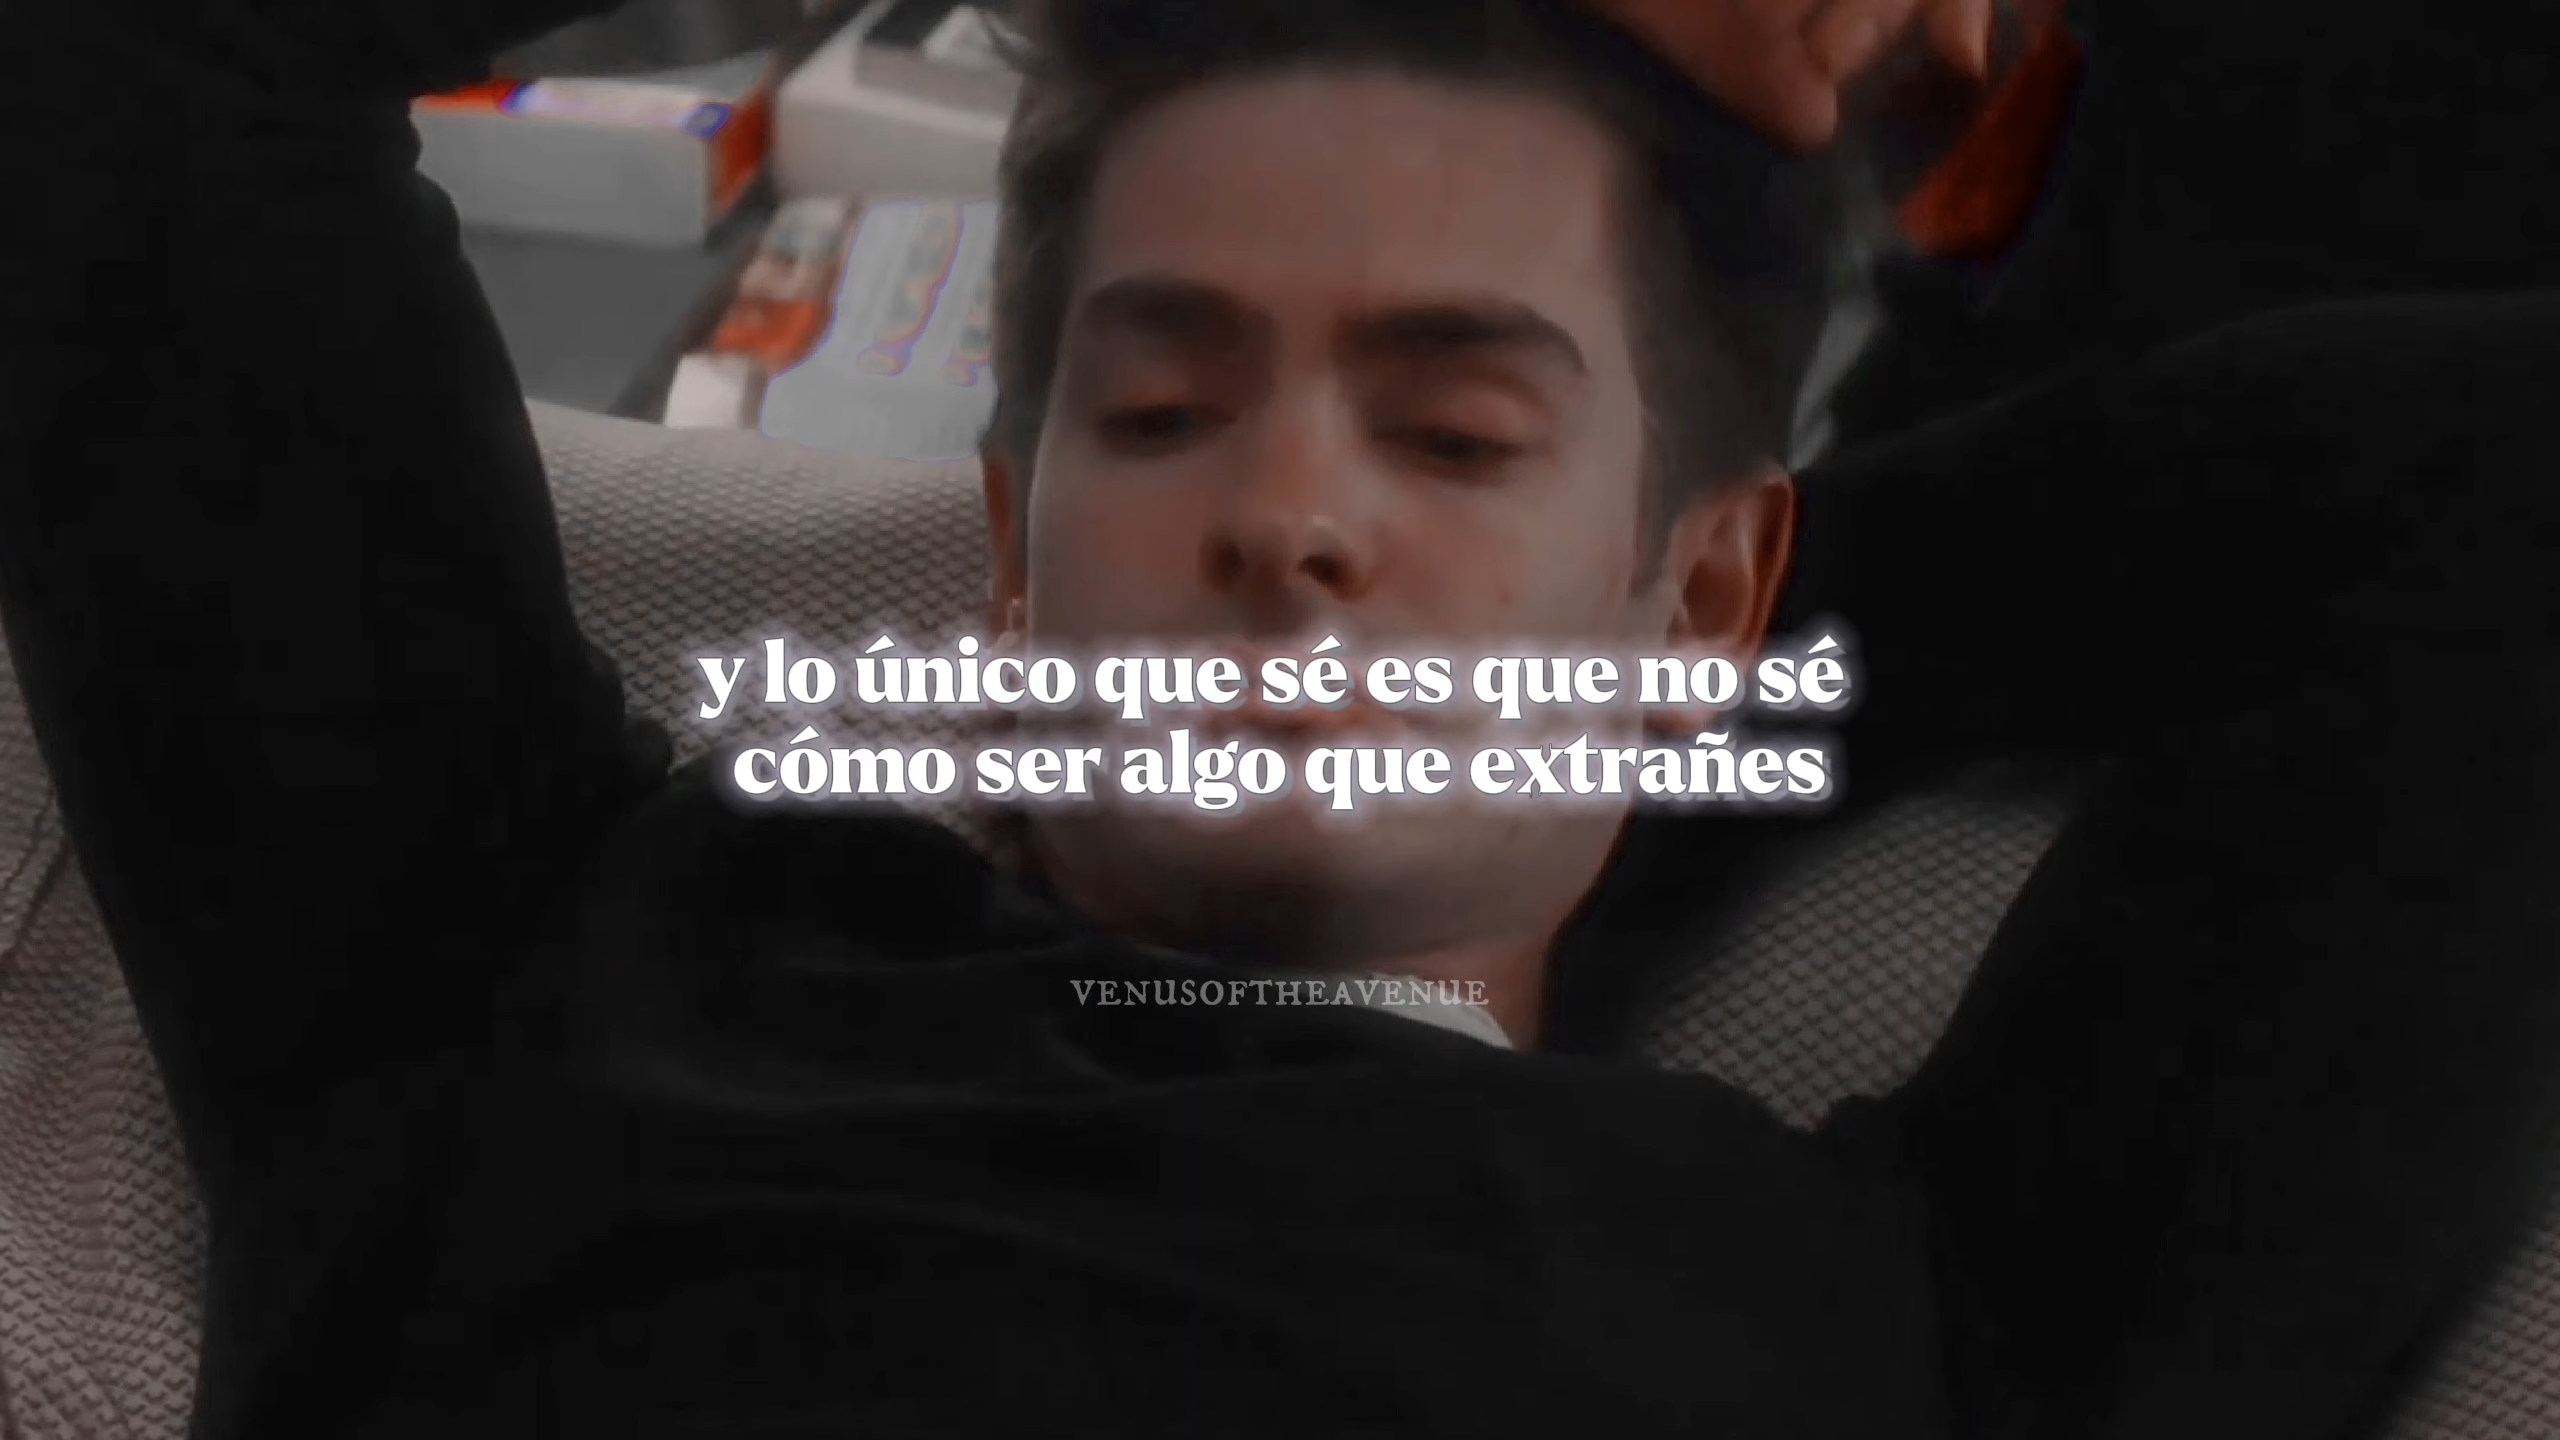 y lo único que sé es que no sé
cómo ser algo que extrañes
VENUSOFTHEAVENUE